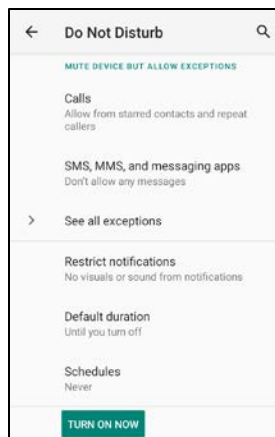 Do Not Disturb
MUTE DEVICE BUT ALLOW EXCEPTIONS
Calls
Allow from starred contacts and repeat
callers
SMS, MMS, and messaging apps
Don't allow any messages
See all exceptions
Restrict notifications
No visuals or sound from notifications
Default duration
Until you turn off
Schedules
Never
TURN ON NOW